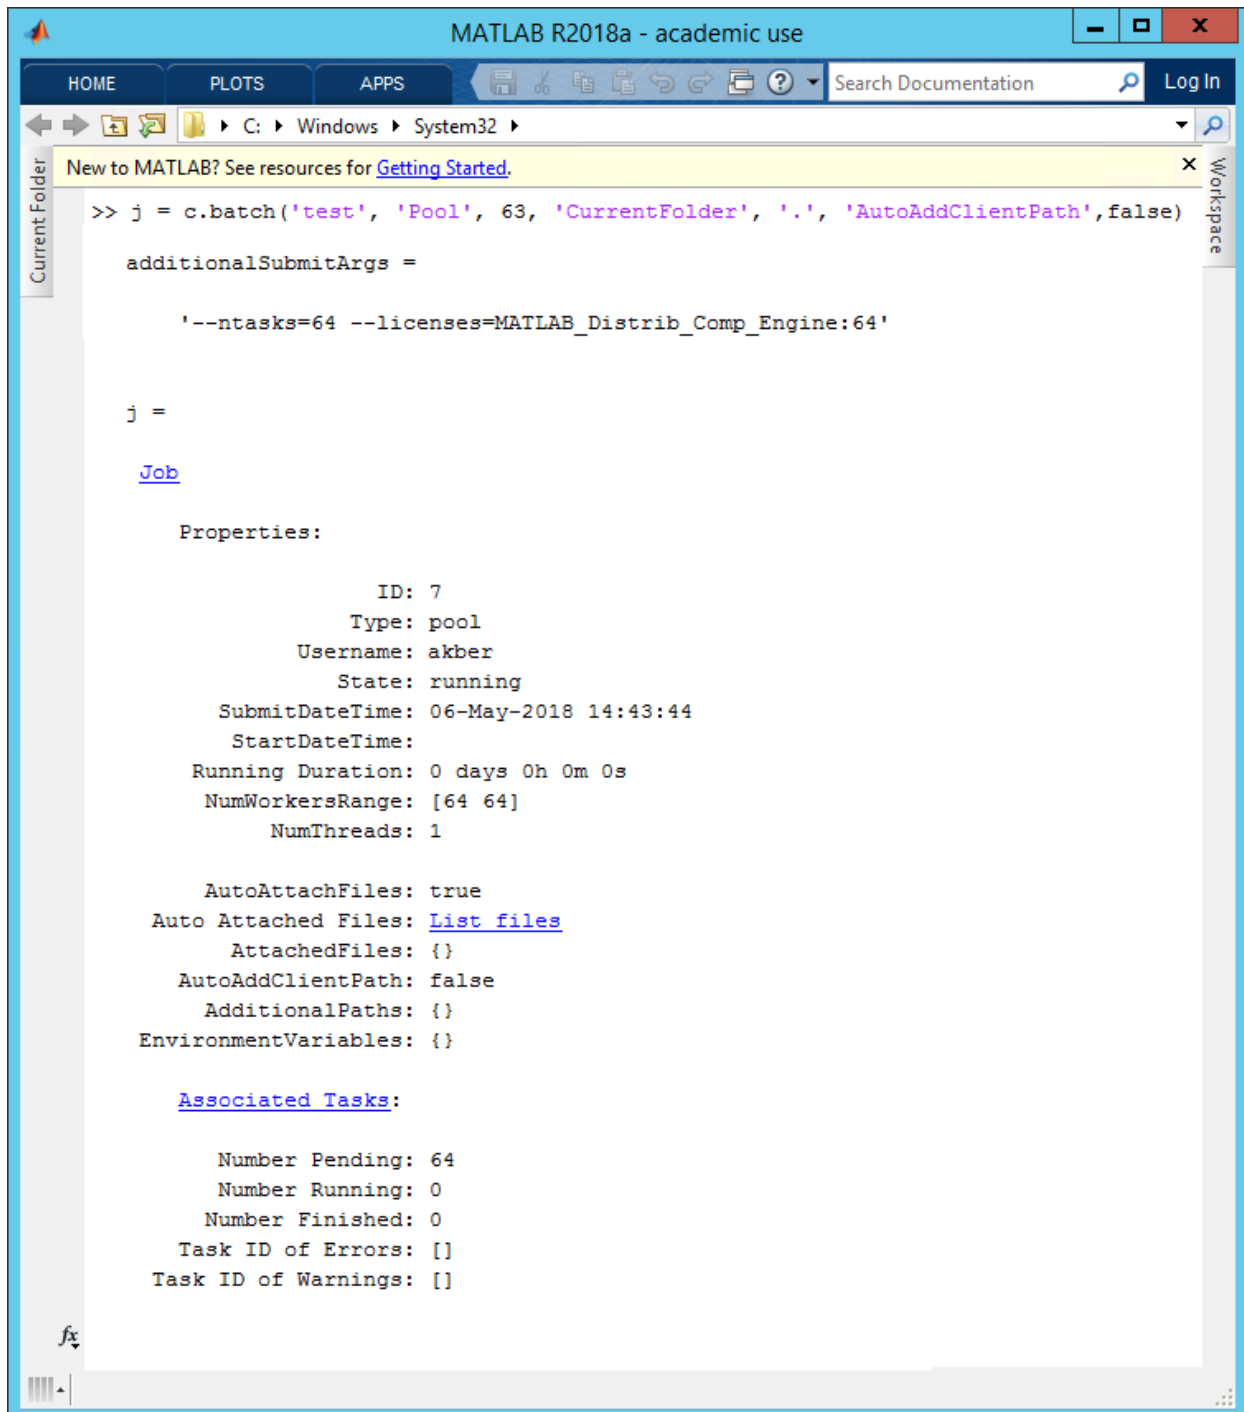 MATLAB R2018a - academic use
HOME PLOTS APPS Search Documentation Log In
C: Windows System32
Current Folder
New to MATLAB? See resources for Getting Started.
Workspace
>> j = c.batch('test', 'Pool', 63, 'CurrentFolder', '.', 'AutoAddClientPath',false)
additionalSubmitArgs =
'--ntasks=64 --licenses=MATLAB_Distrib_Comp_Engine:64'
j =
Job
Properties:
ID: 7
Type: pool
Username: akber
State: running
SubmitDateTime: 06-May-2018 14:43:44
StartDateTime:
Running Duration: 0 days 0h 0m 0s
NumWorkersRange: [64 64]
NumThreads: 1
AutoAttachFiles: true
Auto Attached Files: List files
AttachedFiles: {}
AutoAddClientPath: false
AdditionalPaths: {}
EnvironmentVariables: {}
Associated Tasks:
Number Pending: 64
Number Running: 0
Number Finished: 0
Task ID of Errors: []
Task ID of Warnings: []
fx